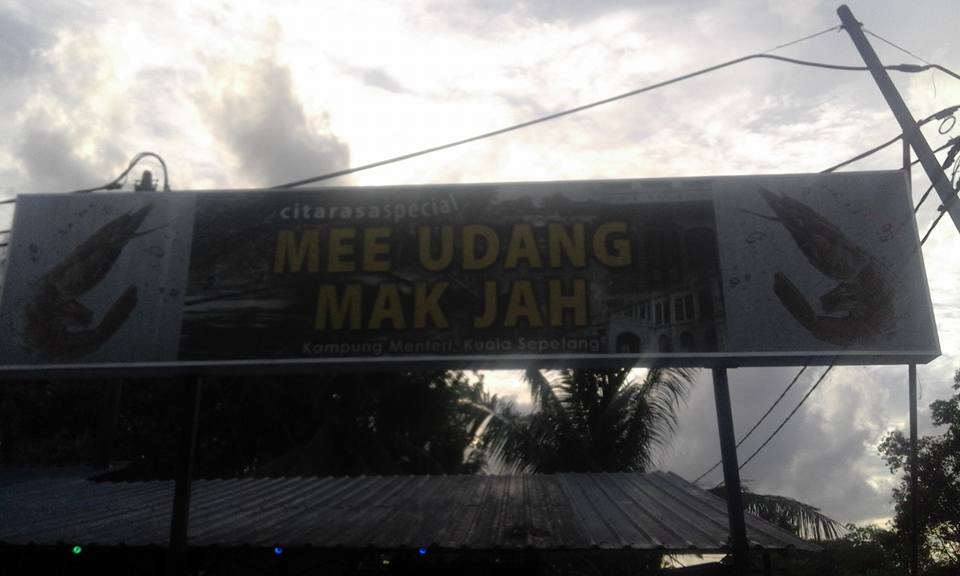 citarasaspecial
MEE UDANG
MAK JAH
Kampung Menteri, Kuala Sepetang